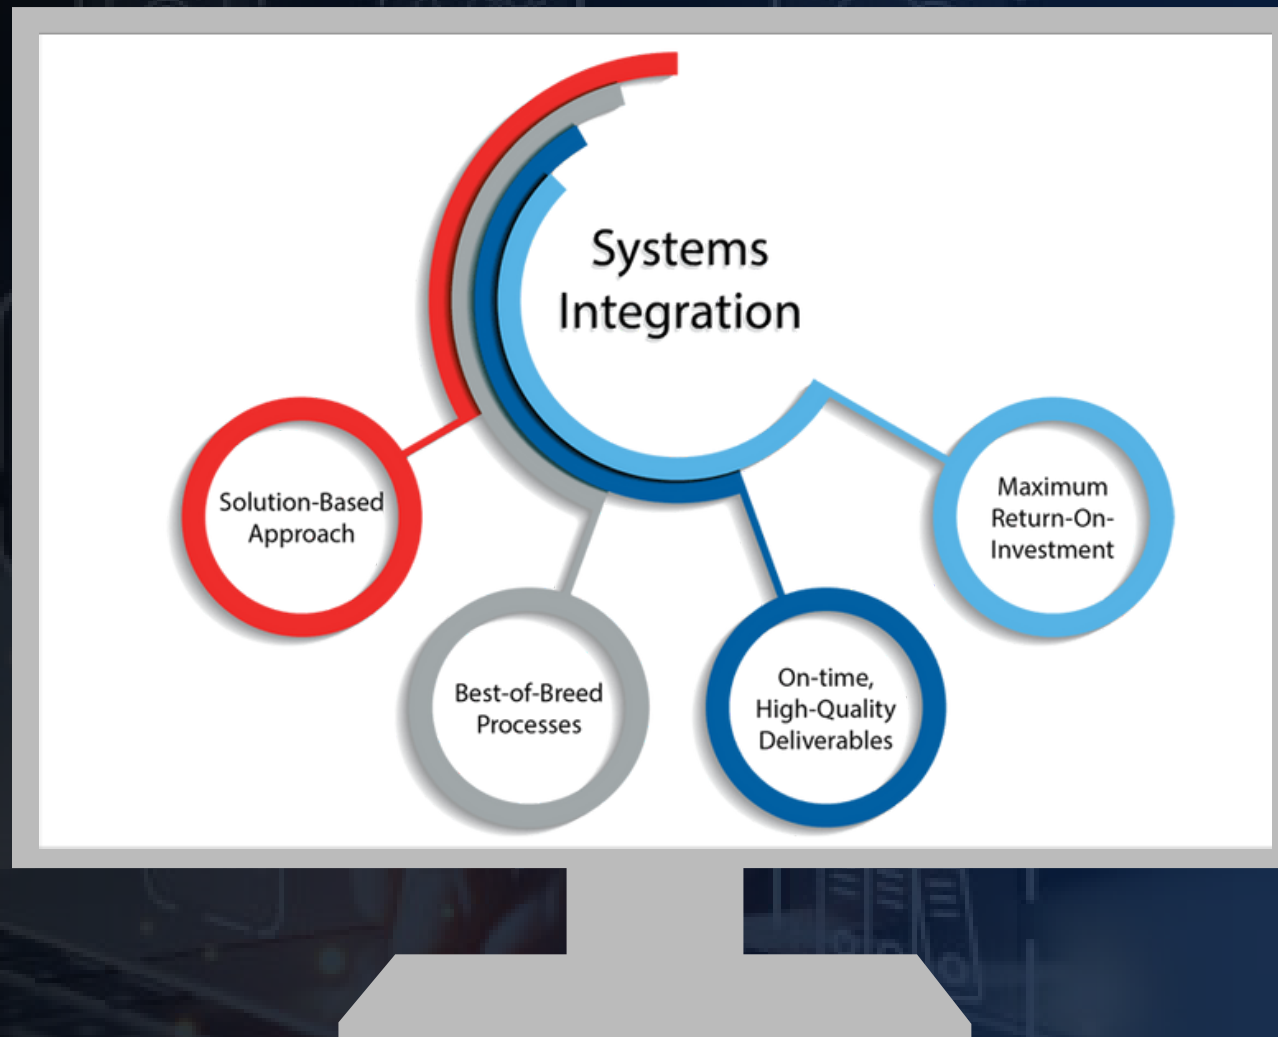 Systems
Integration
Solution-Based
Approach
Best-of-Breed
Processes
On-time,
High-Quality
Deliverables
Maximum
Return-On-
Investment